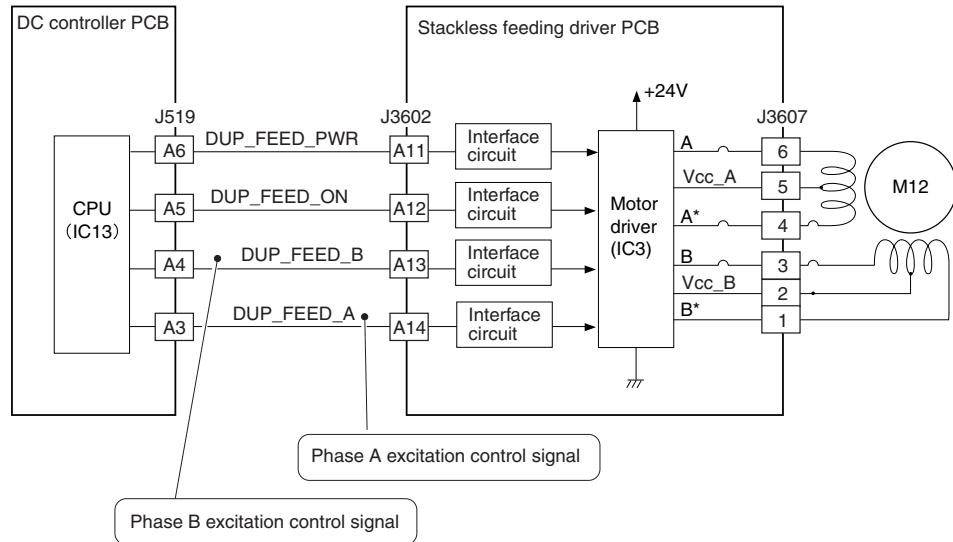 DC controller PCB
Stackless feeding driver PCB
+24V
J519
J3602
J3607
A6
DUP_FEED_PWR
A11
Interface
circuit
A
6
A5
DUP_FEED_ON
A12
Interface
circuit
Vcc_A
5
M12
CPU
(IC13)
Motor
driver
(IC3)
A*
4
A4
DUP_FEED_B
A13
Interface
circuit
B
3
Vcc_B
2
A3
DUP_FEED_A
A14
Interface
circuit
B*
1
Phase A excitation control signal
Phase B excitation control signal